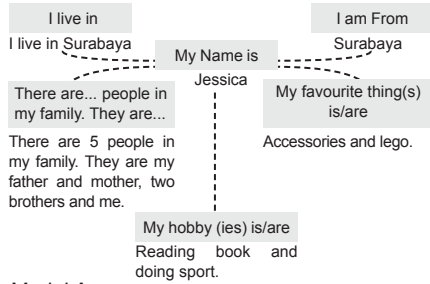 I live in
I live in Surabaya
I am From
Surabaya
My Name is
Jessica
There are... people in
my family. They are...
There are 5 people in
my family. They are my
father and mother, two
brothers and me.
My favourite thing(s)
is/are
Accessories and lego.
My hobby (ies) is/are
Reading book and
doing sport.